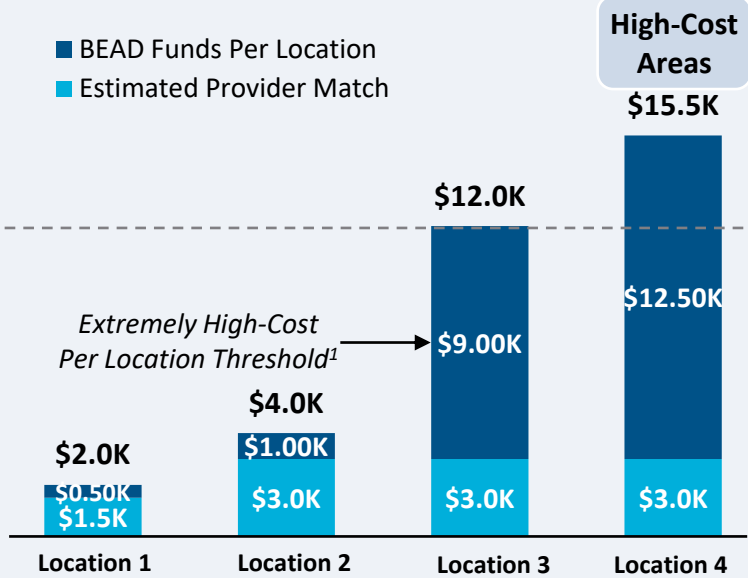 BEAD Funds Per Location
Estimated Provider Match
High-Cost
Areas
$15.5K
$12.0K
$12.50K
Extremely High-Cost
Per Location Threshold1
$9.00K
$4.0K
$1.00K
$2.0K
$0.50K
$1.5K
$3.0K
$3.0K
$3.0K
Location 1
Location 2
Location 3
Location 4